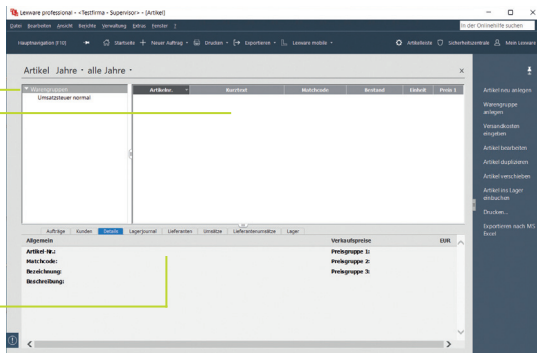 Lexware professional - <Testfirma - Supervisor> - [Artikel]
Datei Bearbeiten Ansicht Berichte Verwaltung Extras Fenster ?
In der Onlinehilfe suchen
Hauptnavigation (F10) Startseite Neuer Auftrag Drucken Exportieren Lexware mobile Artikelleiste Sicherheitszentrale Mein Lexware
Artikel Jahre alle Jahre
Warengruppen
Umsatzsteuer normal
Artikelnr. Kurztext Matchcode Bestand Einheit Preis 1
Artikel neu anlegen
Warengruppe
anlegen
Versandkosten
eingeben
Artikel bearbeiten
Artikel duplizieren
Artikel verschieben
Artikel ins Lager
einbuchen
Drucken...
Exportieren nach MS
Excel
Aufträge Kunden Details Lagerjournal Lieferanten Umsätze Lieferantenumsätze Lager
Allgemein Verkaufspreise EUR
Artikel-Nr.: Preisgruppe 1:
Matchcode: Preisgruppe 2:
Bezeichnung: Preisgruppe 3:
Beschreibung: